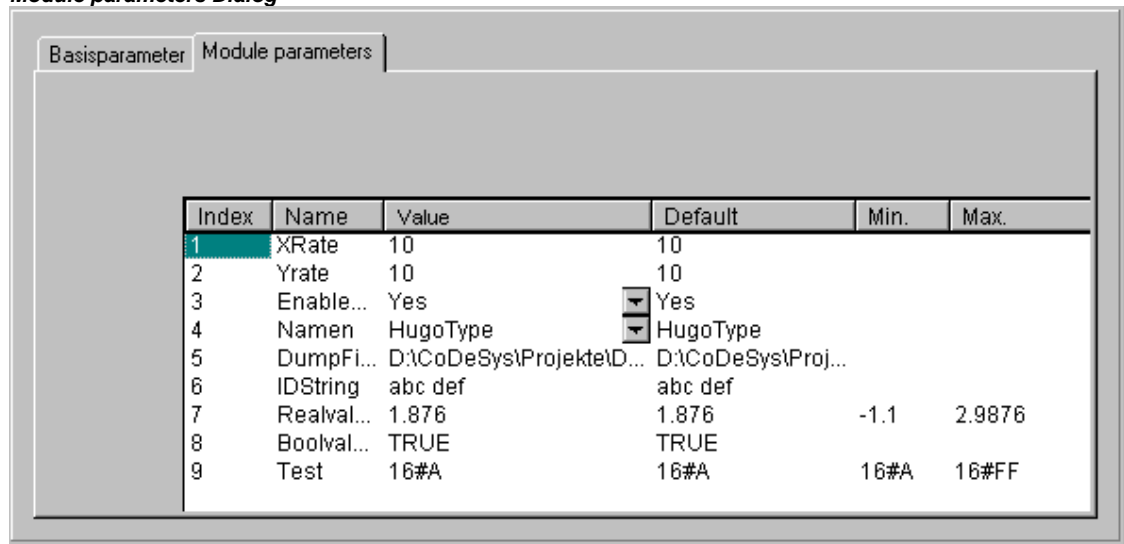 Module parameters Dialog
Basisparameter Module parameters
Index Name Value Default Min. Max.
1 XRate 10 10
2 Yrate 10 10
3 Enable... Yes Yes
4 Namen HugoType HugoType
5 DumpFi... D:\CoDeSys\Projekte\D... D:\CoDeSys\Proj...
6 IDString abc def abc def
7 Realval... 1.876 1.876 -1.1 2.9876
8 Boolval... TRUE TRUE
9 Test 16#A 16#A 16#A 16#FF